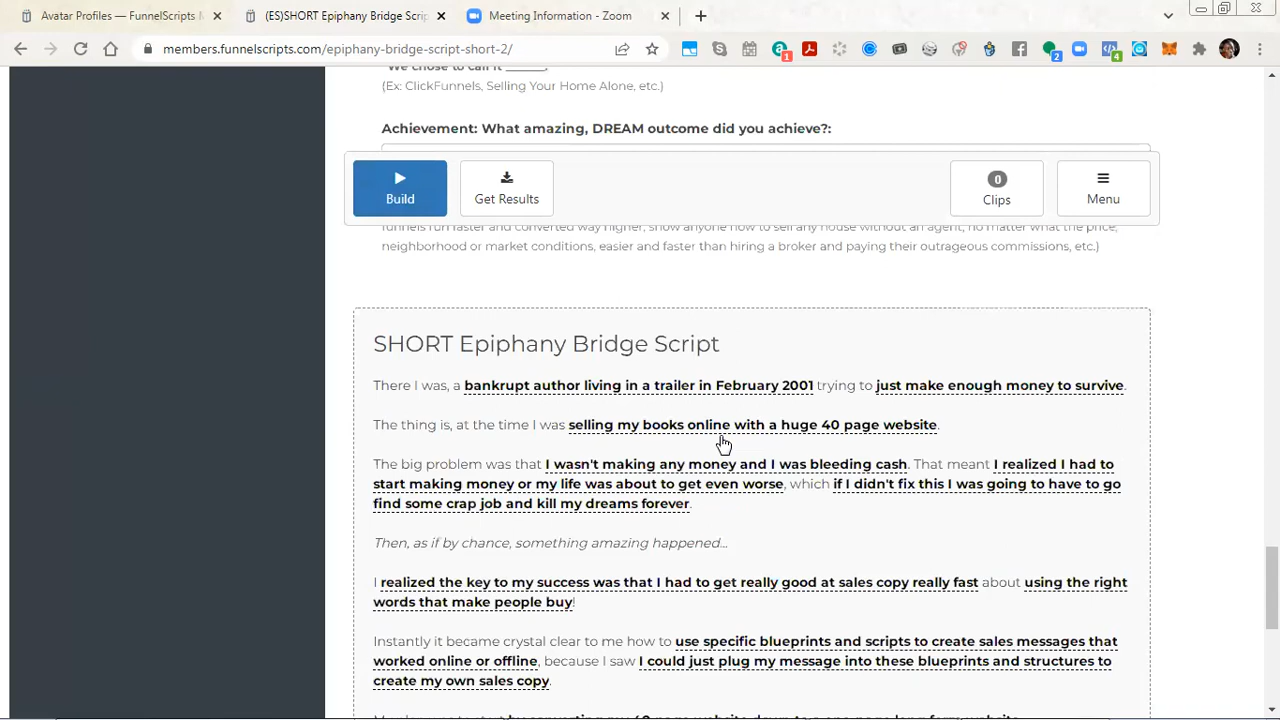 Avatar Profiles — FunnelScripts M
(ES)SHORT Epiphany Bridge Scrip
Meeting Information - Zoom
members.funnelscripts.com/epiphany-bridge-script-short-2/
1
2
4
"We chose to call it ______."
(Ex: ClickFunnels, Selling Your Home Alone, etc.)
Achievement: What amazing, DREAM outcome did you achieve?:
Build
Get Results
0
Clips
Menu
funnels run faster and converted way higher, show anyone how to sell any house without an agent, no matter what the price,
neighborhood or market conditions, easier and faster than hiring a broker and paying their outrageous commissions, etc.)
SHORT Epiphany Bridge Script
There I was, a bankrupt author living in a trailer in February 2001 trying to just make enough money to survive.
The thing is, at the time I was selling my books online with a huge 40 page website.
The big problem was that I wasn't making any money and I was bleeding cash. That meant I realized I had to
start making money or my life was about to get even worse, which if I didn't fix this I was going to have to go
find some crap job and kill my dreams forever.
Then, as if by chance, something amazing happened...
I realized the key to my success was that I had to get really good at sales copy really fast about using the right
words that make people buy!
Instantly it became crystal clear to me how to use specific blueprints and scripts to create sales messages that
worked online or offline, because I saw I could just plug my message into these blueprints and structures to
create my own sales copy.